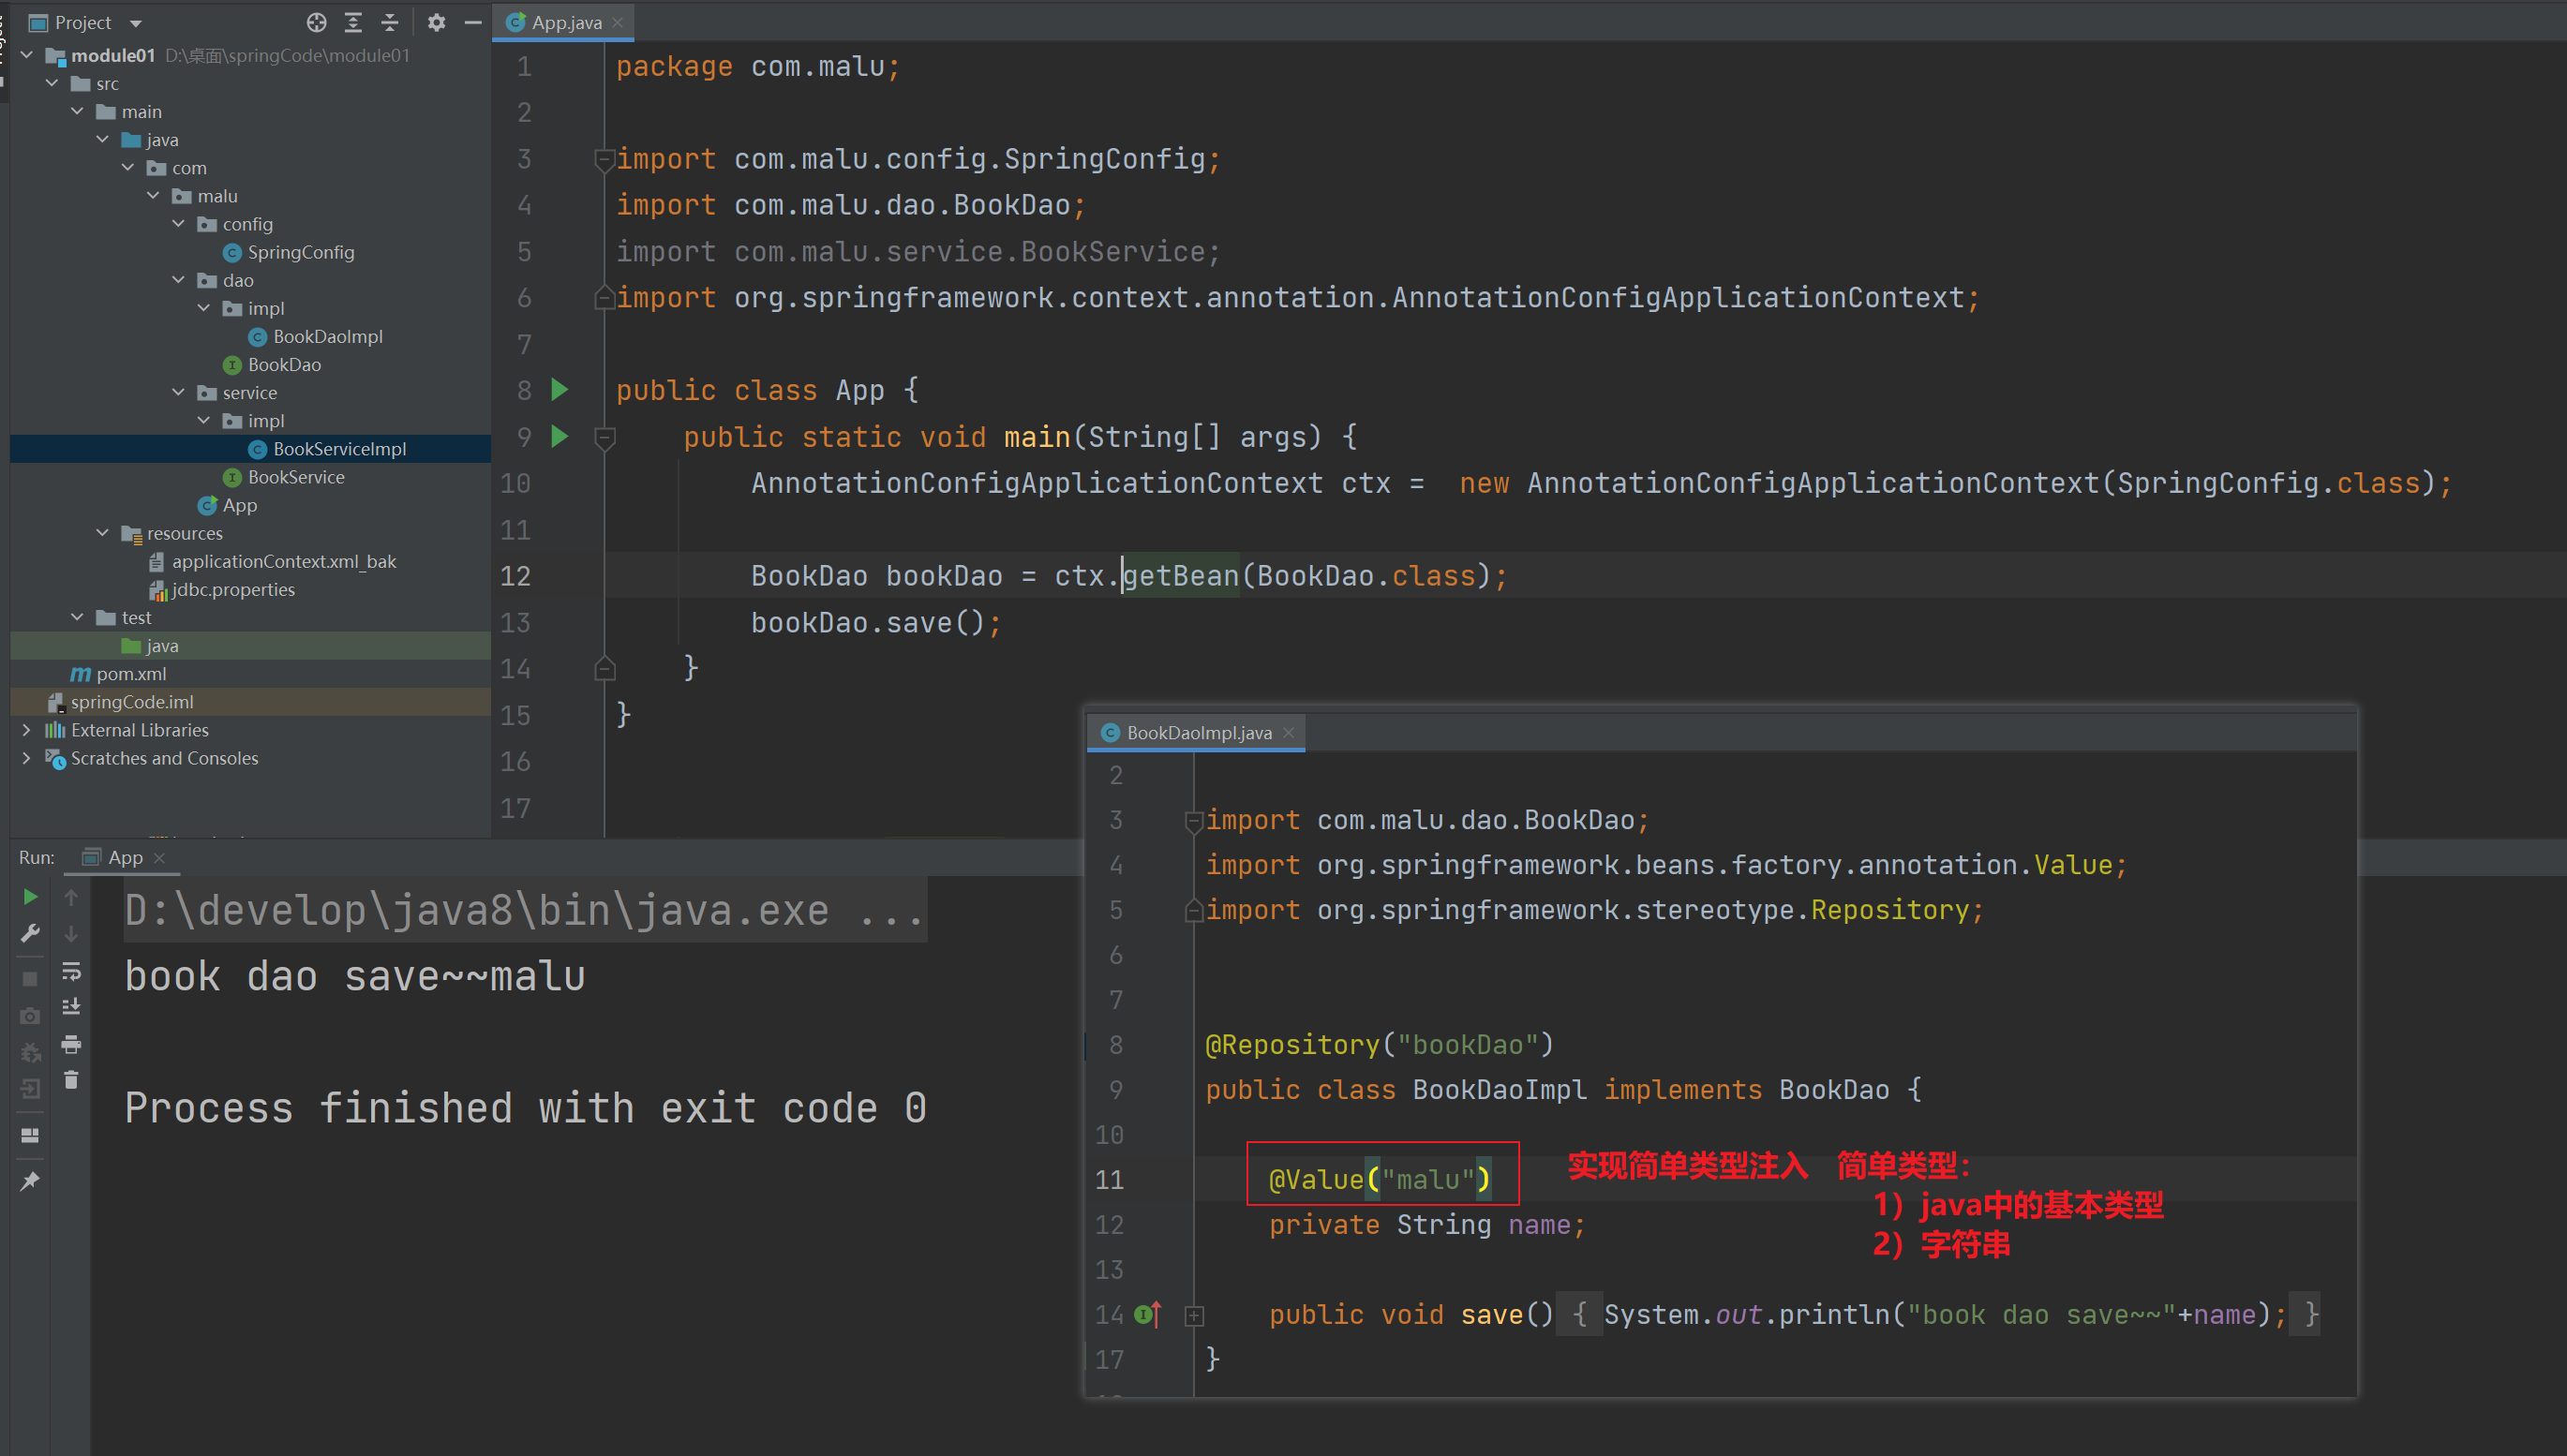 Project
module01 D:\桌面\springCode\module01
src
main
java
com
malu
config
SpringConfig
dao
impl
BookDaoImpl
BookDao
service
impl
BookServiceImpl
BookService
App
resources
applicationContext.xml_bak
jdbc.properties
test
java
pom.xml
springCode.iml
External Libraries
Scratches and Consoles
App.java
1 package com.malu;
2
3 import com.malu.config.SpringConfig;
4 import com.malu.dao.BookDao;
5 import com.malu.service.BookService;
6 import org.springframework.context.annotation.AnnotationConfigApplicationContext;
7
8 public class App {
9 public static void main(String[] args) {
10 AnnotationConfigApplicationContext ctx = new AnnotationConfigApplicationContext(SpringConfig.class);
11
12 BookDao bookDao = ctx.getBean(BookDao.class);
13 bookDao.save();
14 }
15 }
16
17
Run: App
D:\develop\java8\bin\java.exe ...
book dao save~~malu
Process finished with exit code 0
BookDaoImpl.java
2
3 import com.malu.dao.BookDao;
4 import org.springframework.beans.factory.annotation.Value;
5 import org.springframework.stereotype.Repository;
6
7
8 @Repository("bookDao")
9 public class BookDaoImpl implements BookDao {
10
11 @Value("malu") 实现简单类型注入 简单类型：
1）java中的基本类型
12 private String name;
2）字符串
13
14 public void save() { System.out.println("book dao save~~"+name); }
17 }